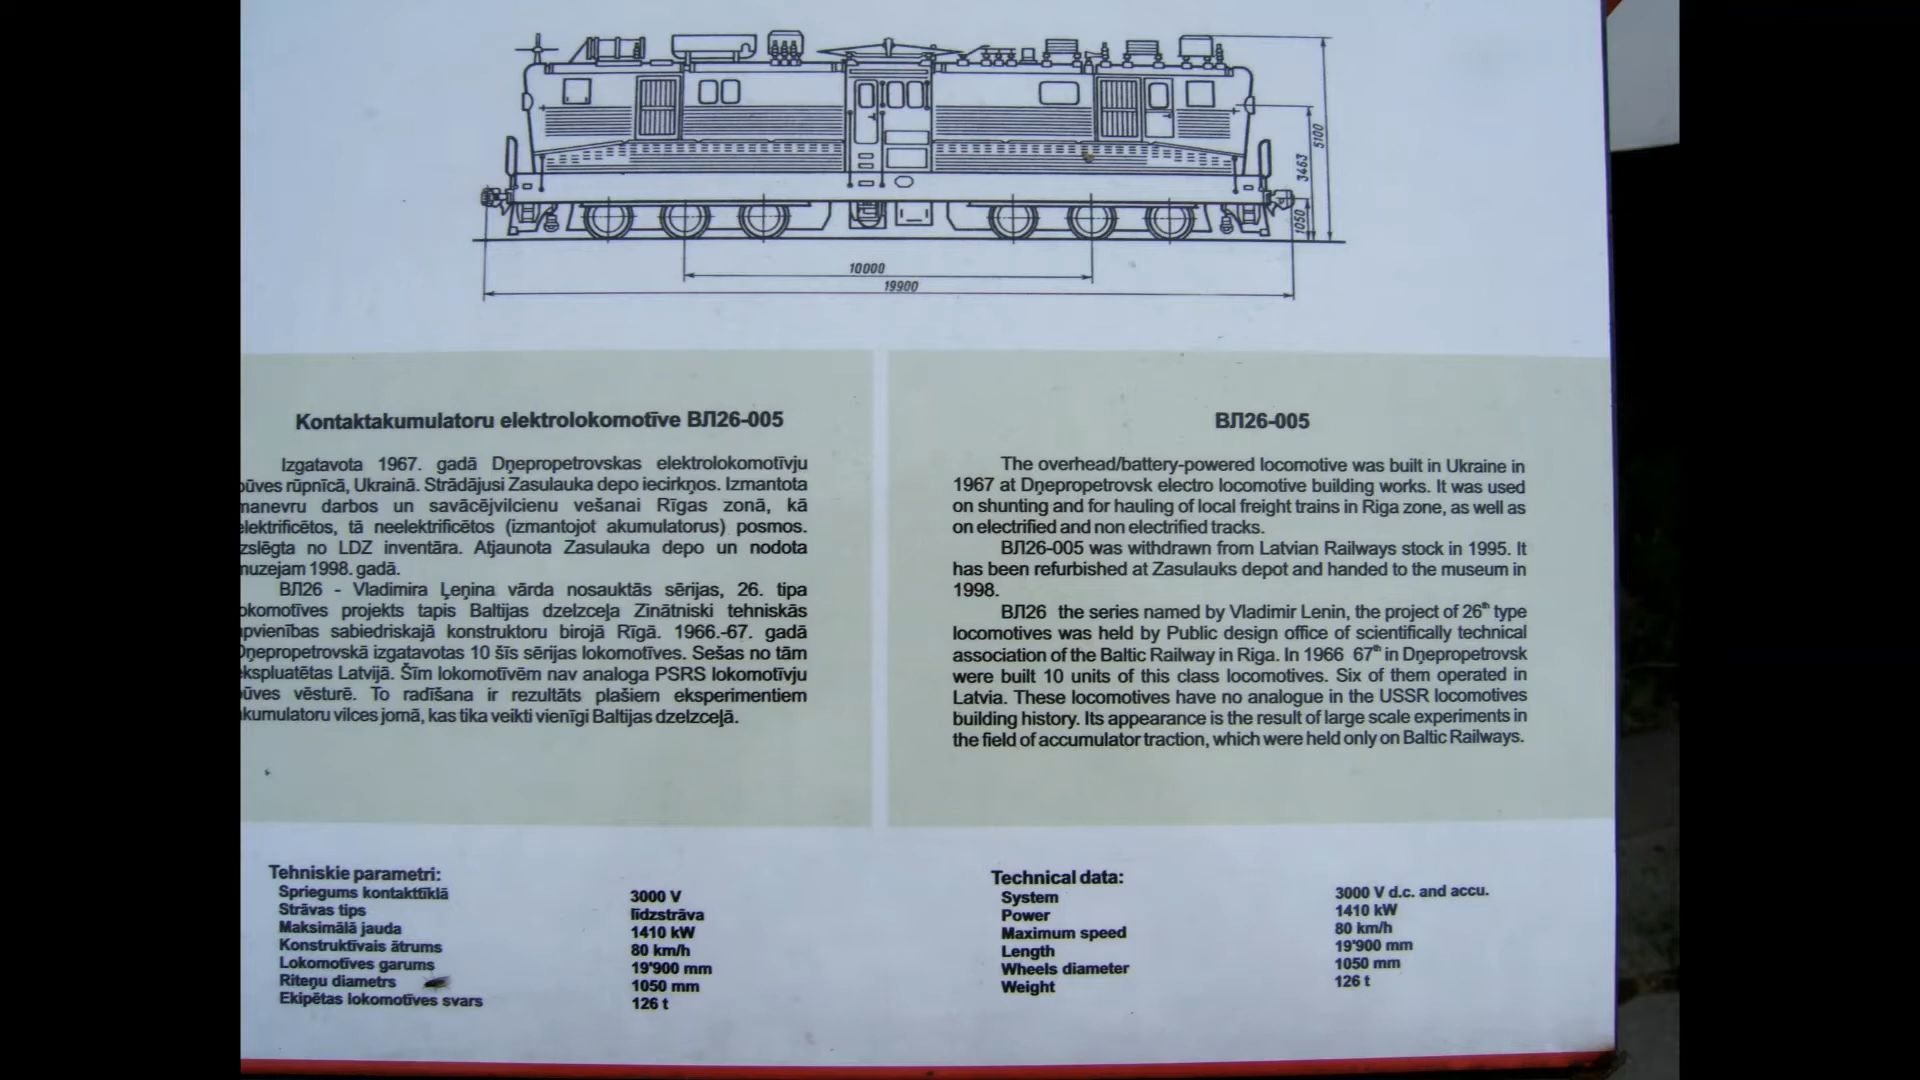 5100
3463
1050
10000
19900
Kontaktakumulatoru elektrolokomotīve ВЛ26-005
Izgatavota 1967. gadā Dņepropetrovskas elektrolokomotīvju
būves rūpnīcā, Ukrainā. Strādājusi Zasulauka depo iecirkņos. Izmantota
manevru darbos un savācējvilcienu vešanai Rīgas zonā, kā
elektrificētos, tā neelektrificētos (izmantojot akumulatorus) posmos.
zslēgta no LDZ inventāra. Atjaunota Zasulauka depo un nodota
muzejam 1998. gadā.
ВЛ26 - Vladimira Ļeņina vārda nosauktās sērijas, 26. tipa
okomotīves projekts tapis Baltijas dzelzceļa Zinātniski tehniskās
apvienības sabiedriskajā konstruktoru birojā Rīgā. 1966.-67. gadā
Dņepropetrovskā izgatavotas 10 šīs sērijas lokomotīves. Sešas no tām
ekspluatētas Latvijā. Šīm lokomotīvēm nav analoga PSRS lokomotīvju
būves vēsturē. To radīšana ir rezultāts plašiem eksperimentiem
akumulatoru vilces jomā, kas tika veikti vienīgi Baltijas dzelzceļā.
ВЛ26-005
The overhead/battery-powered locomotive was built in Ukraine in
1967 at Dņepropetrovsk electro locomotive building works. It was used
on shunting and for hauling of local freight trains in Riga zone, as well as
on electrified and non electrified tracks.
ВЛ26-005 was withdrawn from Latvian Railways stock in 1995. It
has been refurbished at Zasulauks depot and handed to the museum in
1998.
ВЛ26 the series named by Vladimir Lenin, the project of 26th type
locomotives was held by Public design office of scientifically technical
association of the Baltic Railway in Riga. In 1966 67th in Dņepropetrovsk
were built 10 units of this class locomotives. Six of them operated in
Latvia. These locomotives have no analogue in the USSR locomotives
building history. Its appearance is the result of large scale experiments in
the field of accumulator traction, which were held only on Baltic Railways.
Tehniskie parametri:
Spriegums kontakttīklā 3000 V
Strāvas tips līdzstrāva
Maksimālā jauda 1410 kW
Konstruktīvais ātrums 80 km/h
Lokomotīves garums 19'900 mm
Riteņu diametrs 1050 mm
Ekipētas lokomotīves svars 126 t
Technical data:
System 3000 V d.c. and accu.
Power 1410 kW
Maximum speed 80 km/h
Length 19'900 mm
Wheels diameter 1050 mm
Weight 126 t